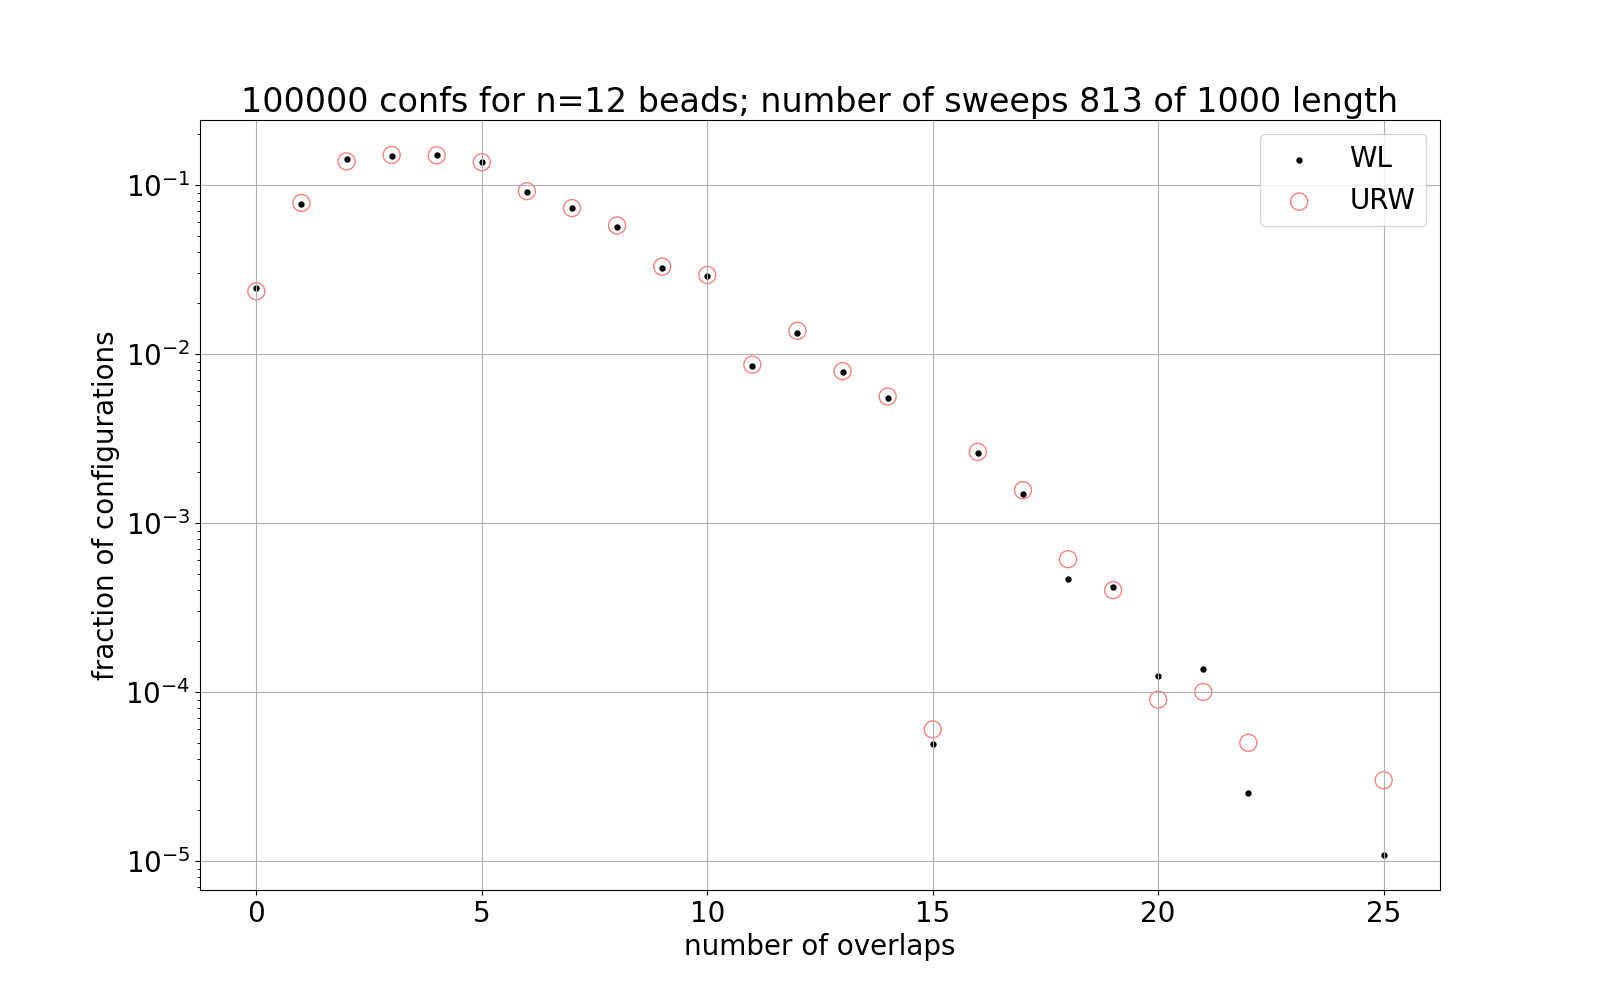 100000 confs for n=12 beads; number of sweeps 813 of 1000 length
WL
URW
fraction of configurations
10⁻¹
10⁻²
10⁻³
10⁻⁴
10⁻⁵
0 5 10 15 20 25
number of overlaps